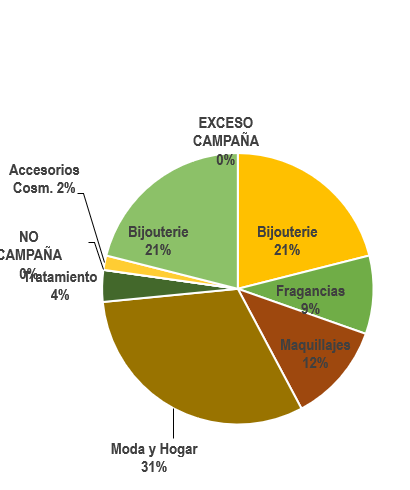 EXCESO
CAMPAÑA
0%
Accesorios
Cosm. 2%
Bijouterie
21%
Bijouterie
21%
NO
CAMPAÑA
0%
Tratamiento
4%
Fragancias
9%
Maquillajes
12%
Moda y Hogar
31%